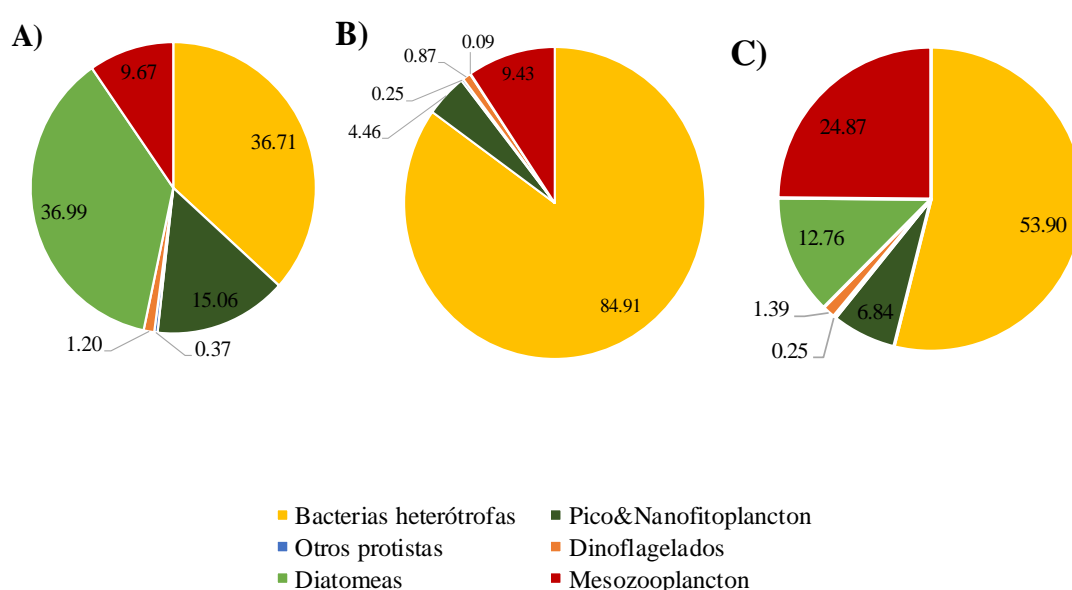 A)
9.67
36.71
36.99
15.06
1.20
0.37
B)
0.09
0.87
9.43
0.25
4.46
84.91
C)
24.87
53.90
12.76
1.39
6.84
0.25
Bacterias heterótrofas
Pico&Nanofitoplancton
Otros protistas
Dinoflagelados
Diatomeas
Mesozooplancton